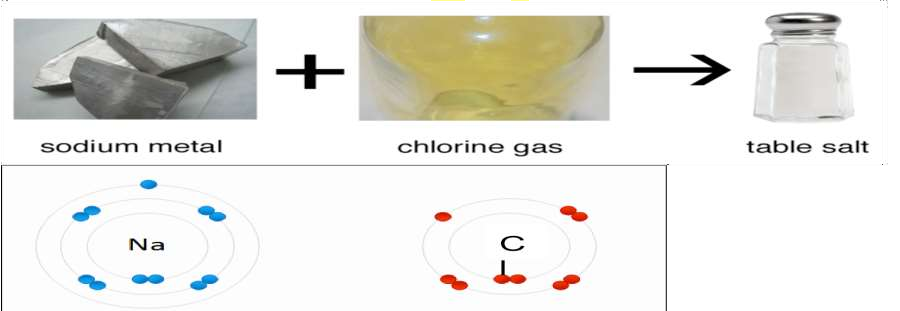 + →
sodium metal chlorine gas table salt
Na C
l